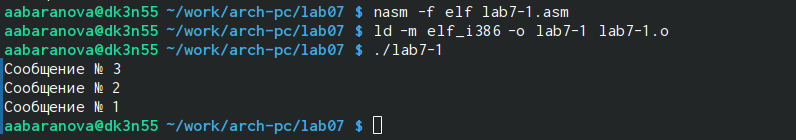 aabaranova@dk3n55 ~/work/arch-pc/lab07 $ nasm -f elf lab7-1.asm
aabaranova@dk3n55 ~/work/arch-pc/lab07 $ ld -m elf_i386 -o lab7-1 lab7-1.o
aabaranova@dk3n55 ~/work/arch-pc/lab07 $ ./lab7-1
Сообщение № 3
Сообщение № 2
Сообщение № 1
aabaranova@dk3n55 ~/work/arch-pc/lab07 $